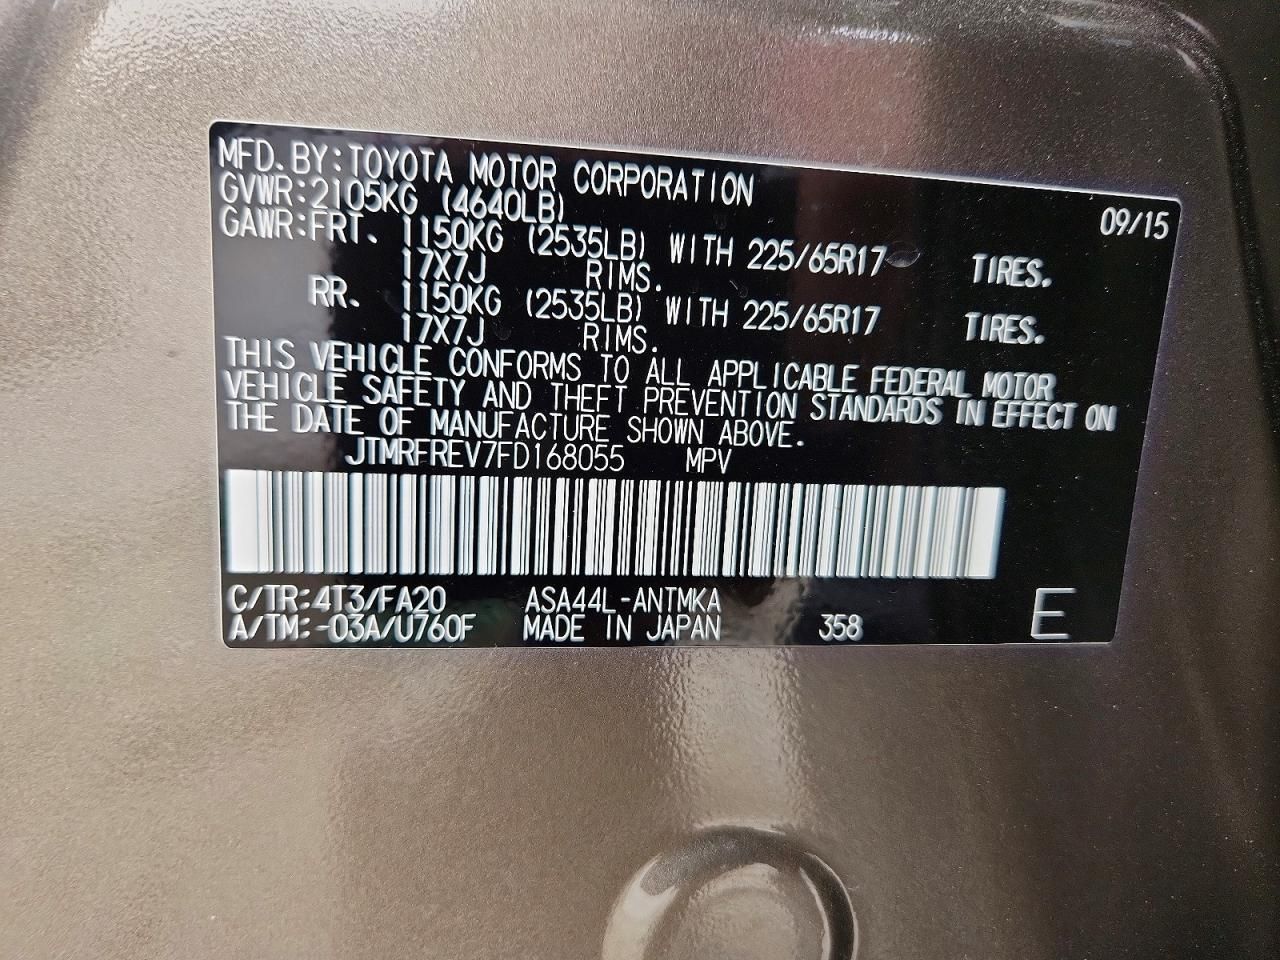 MFD. BY: TOYOTA MOTOR CORPORATION 09/15
GVWR: 2105KG (4640LB)
GAWR: FRT. 1150KG (2535LB) WITH 225/65R17 TIRES.
17X7J RIMS.
RR. 1150KG (2535LB) WITH 225/65R17 TIRES.
17X7J RIMS.
THIS VEHICLE CONFORMS TO ALL APPLICABLE FEDERAL MOTOR
VEHICLE SAFETY AND THEFT PREVENTION STANDARDS IN EFFECT ON
THE DATE OF MANUFACTURE SHOWN ABOVE.
JTMRFREV7FD168055 MPV
C/TR: 4T3/FA20 ASA44L-ANTMKA
A/TM: -03A/U760F MADE IN JAPAN 358 E